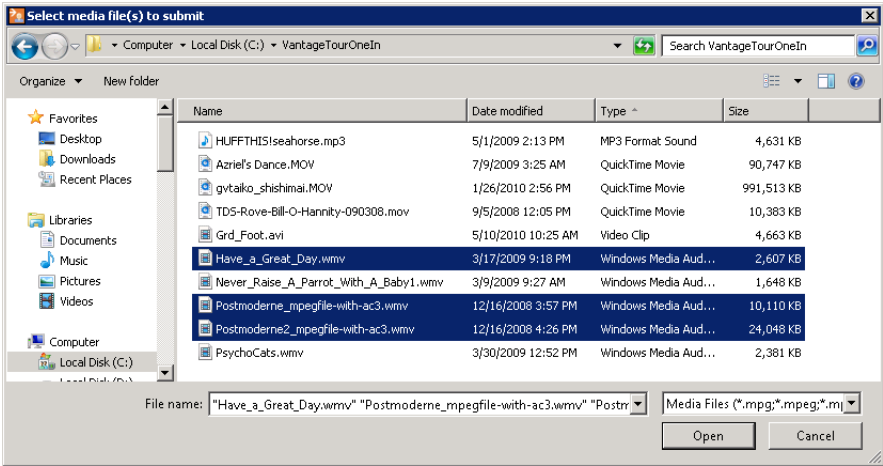 Select media file(s) to submit
Computer Local Disk (C:) VantageTourOneIn
Search VantageTourOneIn
Organize New folder
Favorites
Desktop
Downloads
Recent Places
Libraries
Documents
Music
Pictures
Videos
Computer
Local Disk (C:)
Name Date modified Type Size
HUFFTHIS!seahorse.mp3 5/1/2009 2:13 PM MP3 Format Sound 4,631 KB
Azriel's Dance.MOV 7/9/2009 3:25 AM QuickTime Movie 90,747 KB
gvtaiko_shishimai.MOV 1/26/2010 2:56 PM QuickTime Movie 991,513 KB
TDS-Rove-Bill-O-Hannity-090308.mov 9/5/2008 12:05 PM QuickTime Movie 10,383 KB
Grd_Foot.avi 5/10/2010 10:25 AM Video Clip 4,663 KB
Have_a_Great_Day.wmv 3/17/2009 9:18 PM Windows Media Aud... 2,607 KB
Never_Raise_A_Parrot_With_A_Baby1.wmv 3/9/2009 9:27 AM Windows Media Aud... 1,648 KB
Postmoderne_mpegfile-with-ac3.wmv 12/16/2008 3:57 PM Windows Media Aud... 10,110 KB
Postmoderne2_mpegfile-with-ac3.wmv 12/16/2008 4:26 PM Windows Media Aud... 24,048 KB
PsychoCats.wmv 3/30/2009 12:52 PM Windows Media Aud... 2,381 KB
File name: "Have_a_Great_Day.wmv" "Postmoderne_mpegfile-with-ac3.wmv" "Postr
Media Files (*.mpg;*.mpeg;*.m
Open Cancel